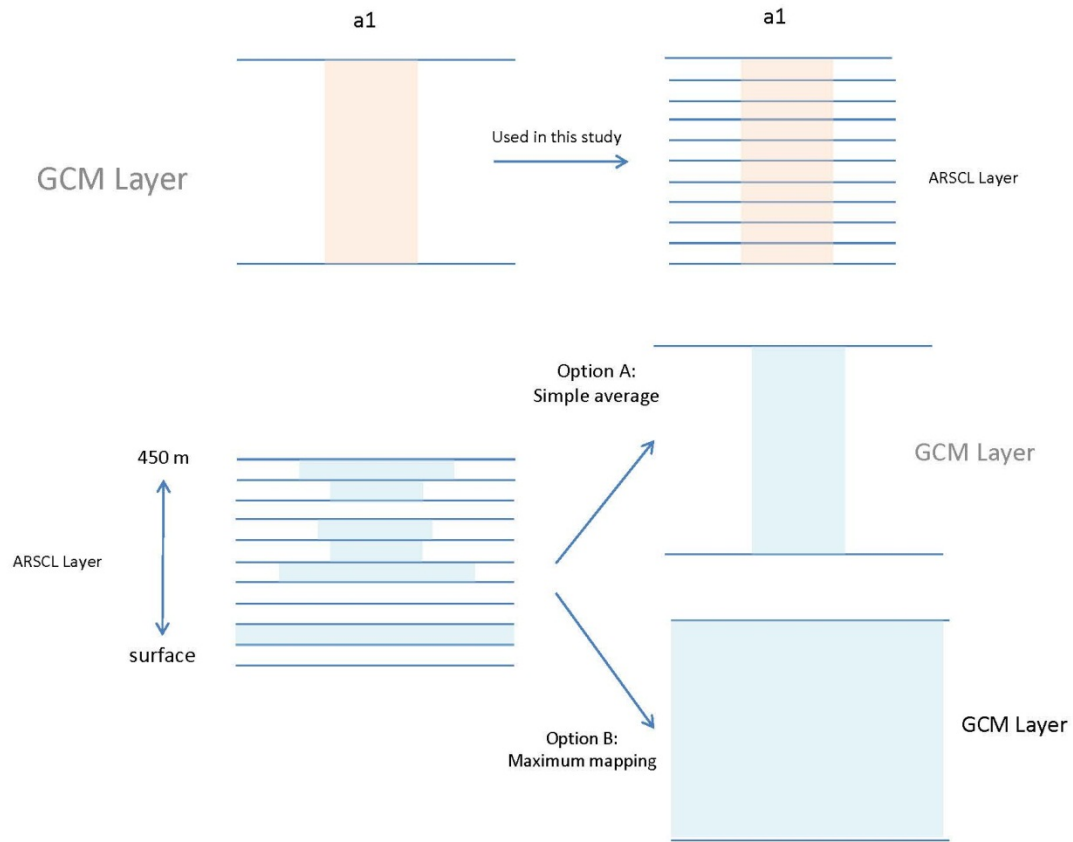 a1
a1
GCM Layer
Used in this study
ARSCL Layer
Option A:
Simple average
GCM Layer
450 m
ARSCL Layer
surface
Option B:
Maximum mapping
GCM Layer